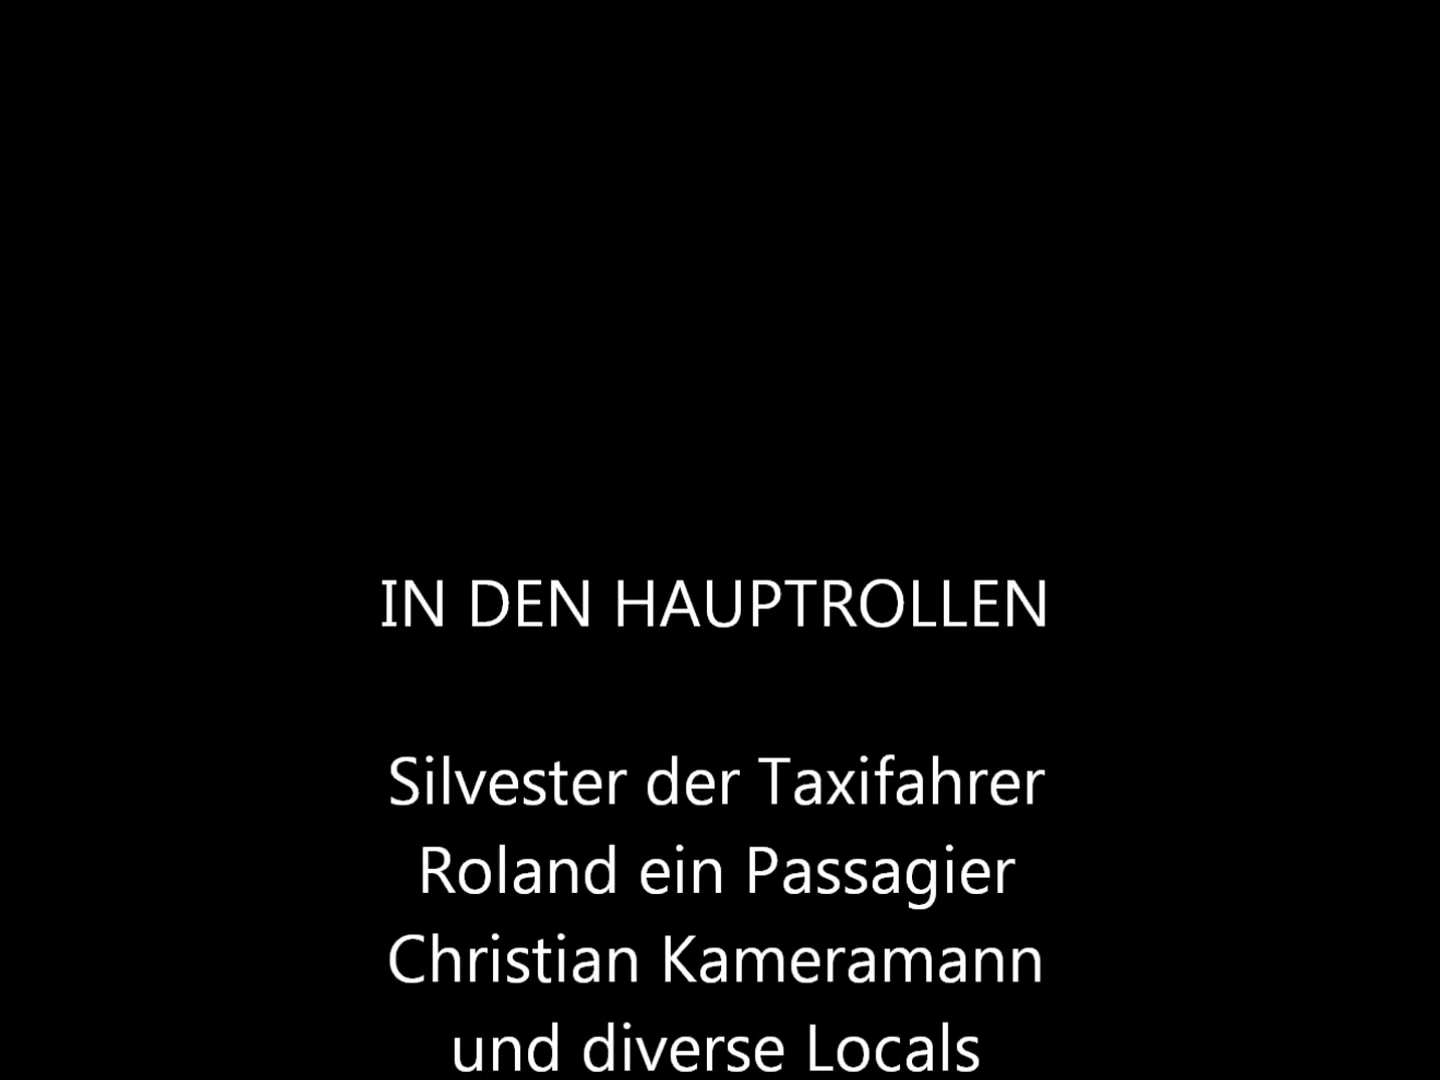 IN DEN HAUPTROLLEN
Silvester der Taxifahrer
Roland ein Passagier
Christian Kameramann
und diverse Locals